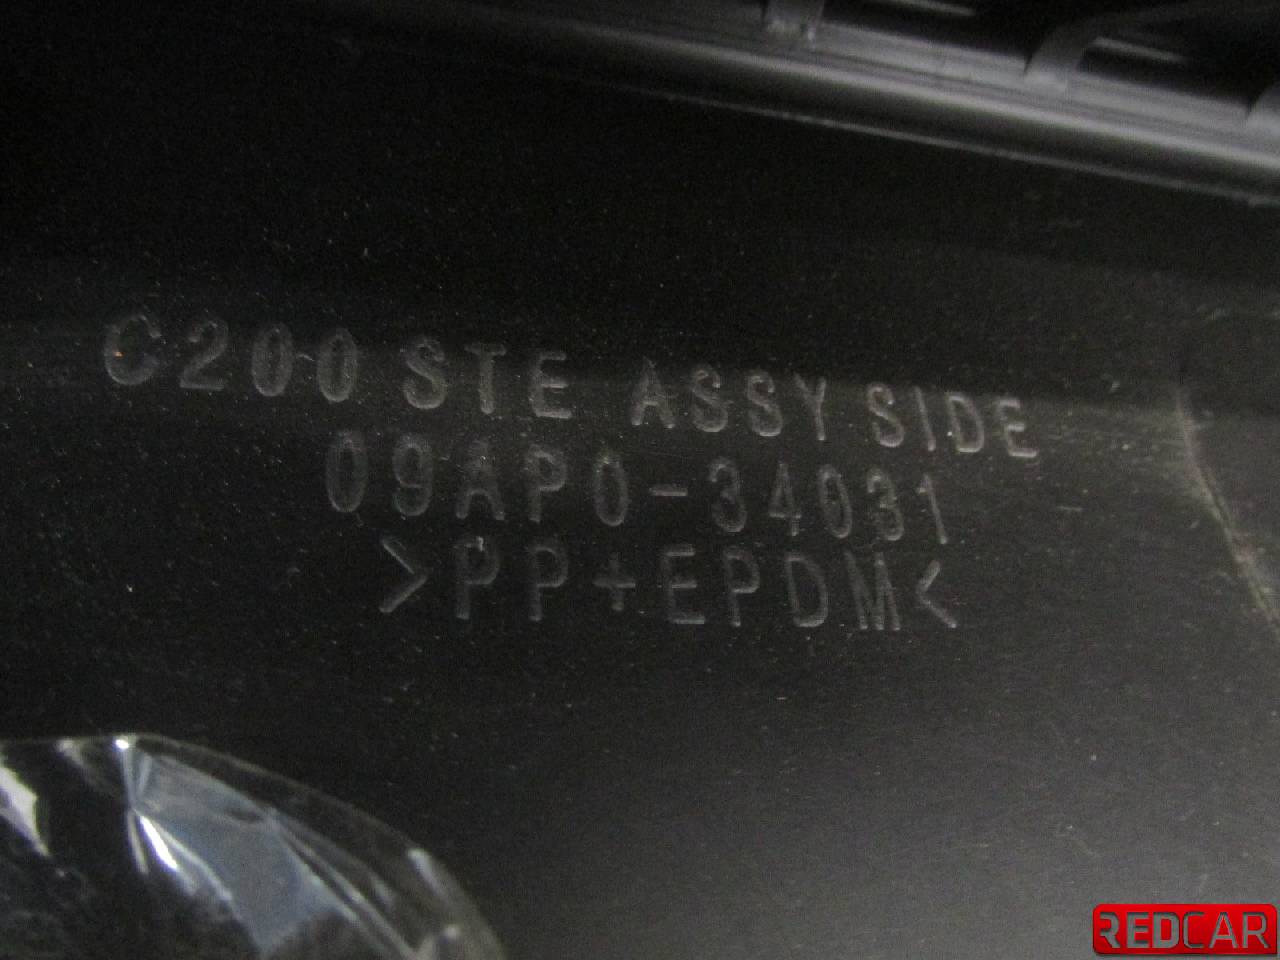 C200 STE ASSY SIDE
09AP0-34031
>PP+EPDM<
REDCAR